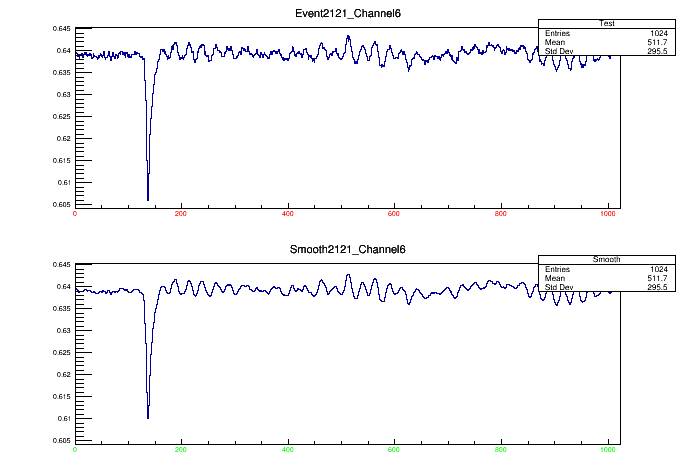 Event2121_Channel6
Test
Entries 1024
Mean 511.7
Std Dev 295.5
0.645
0.64
0.635
0.63
0.625
0.62
0.615
0.61
0.605
0 200 400 600 800 1000
Smooth2121_Channel6
Smooth
Entries 1024
Mean 511.7
Std Dev 295.5
0.645
0.64
0.635
0.63
0.625
0.62
0.615
0.61
0.605
0 200 400 600 800 1000